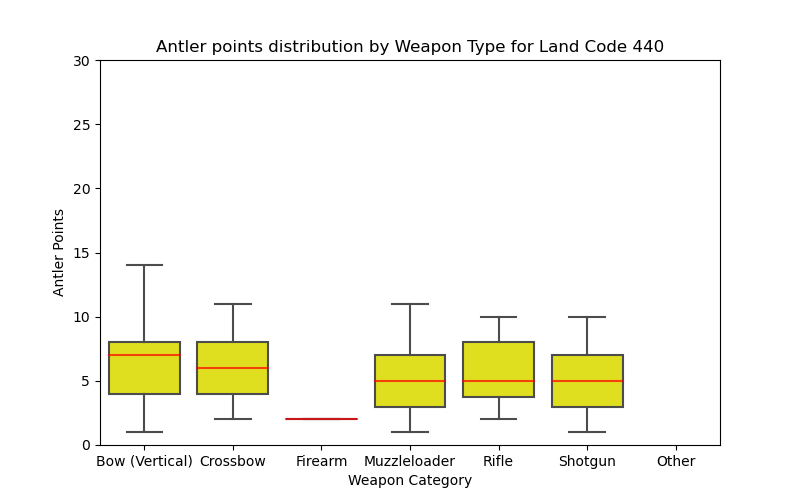 Antler points distribution by Weapon Type for Land Code 440
30
25
20
15
10
5
0
Antler Points
Bow (Vertical) Crossbow Firearm Muzzleloader Rifle Shotgun Other
Weapon Category